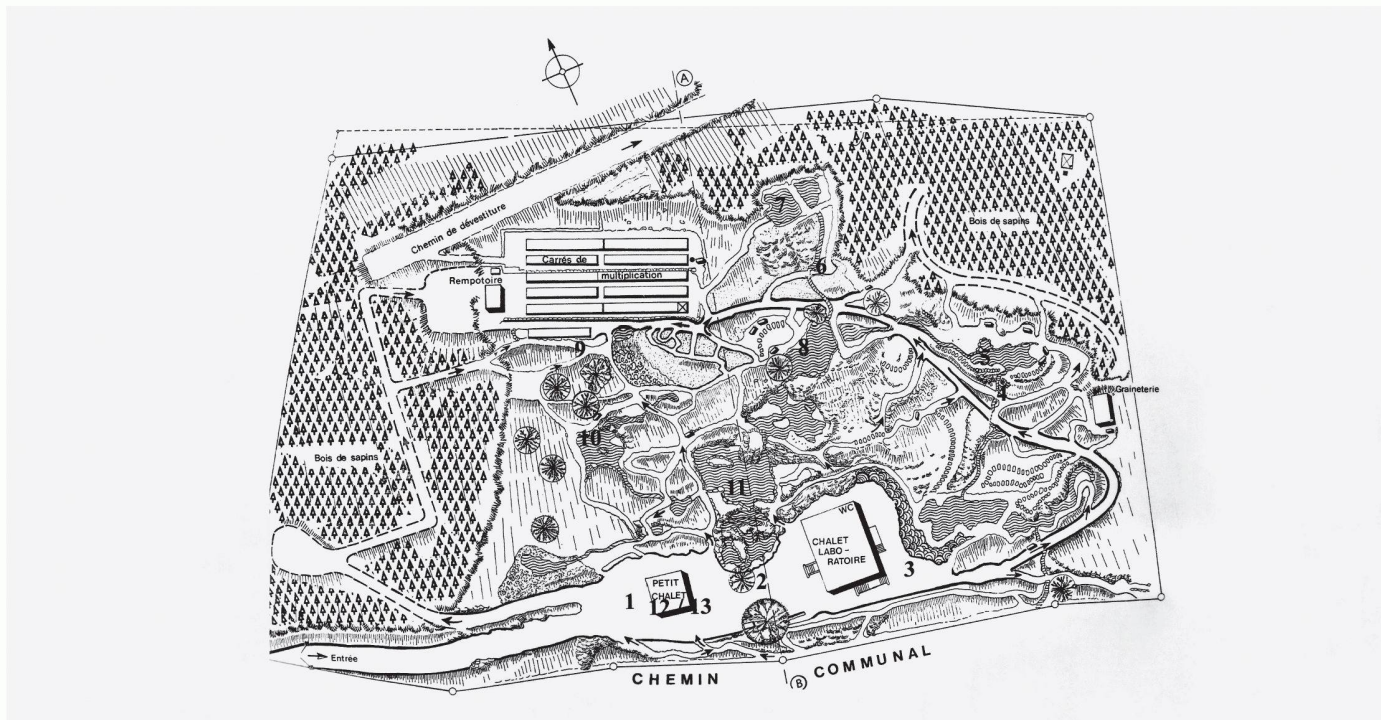 A
Bois de sapins
Chemin de dévestiture
7
Carrés de
multiplication
6
Rempotoire
9
8
5
4
Graineterie
10
Bois de sapins
11
WC
CHALET
LABO -
RATOIRE
3
2
PETIT
CHALET
1
12 / 13
Entrée
CHEMIN
B
COMMUNAL